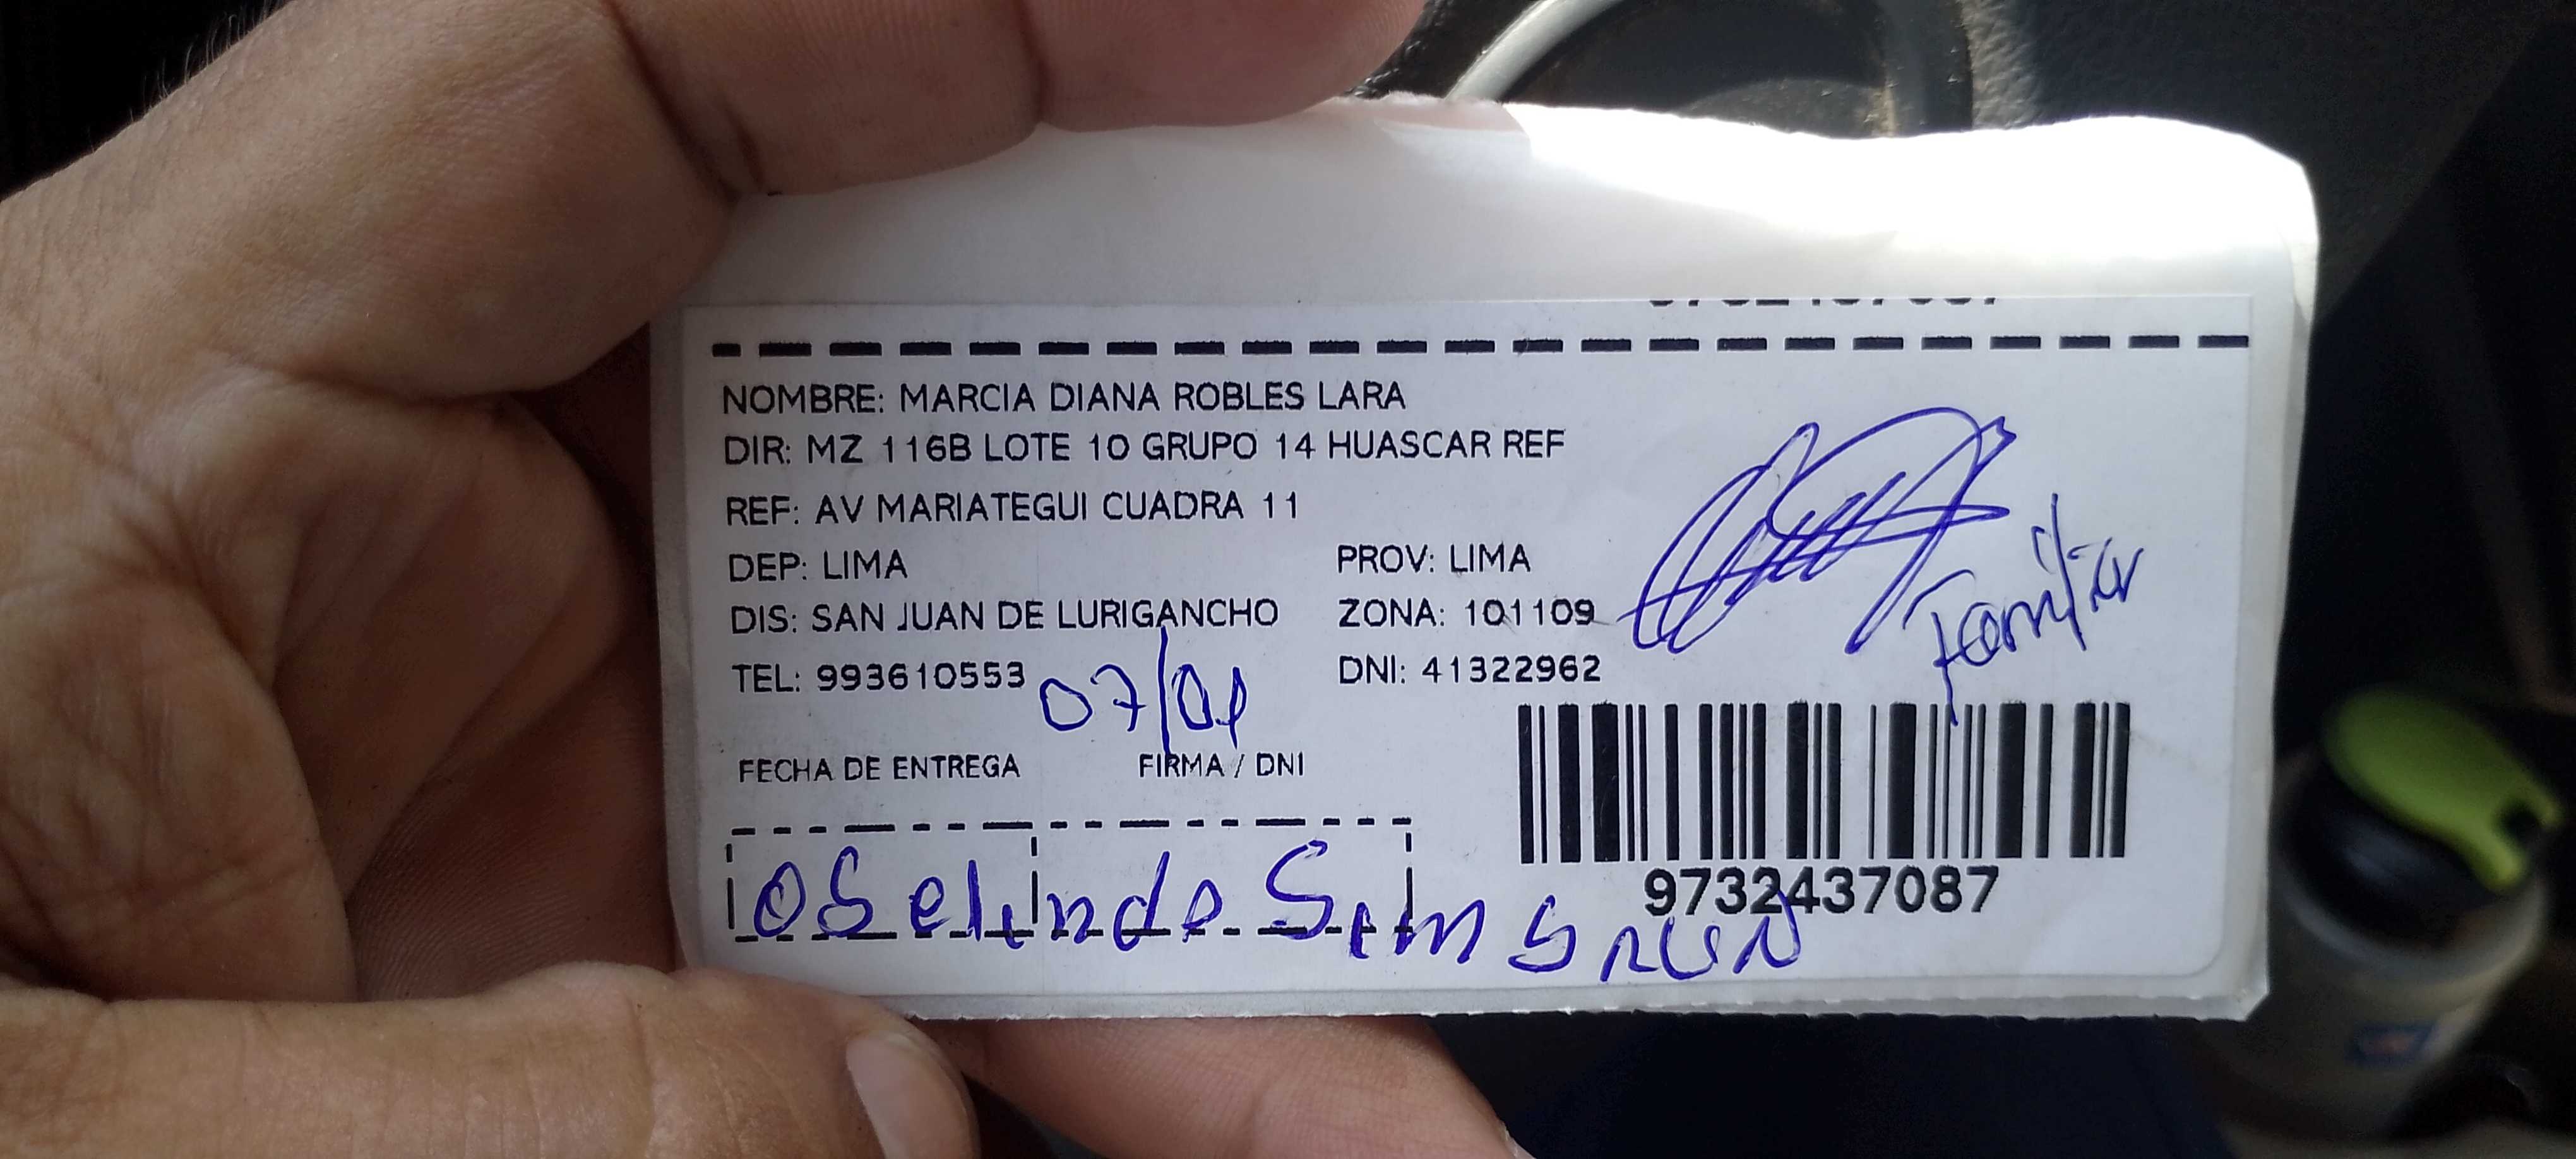 NOMBRE: MARCIA DIANA ROBLES LARA
DIR: MZ 116B LOTE 10 GRUPO 14 HUASCAR REF
REF: AV MARIATEGUI CUADRA 11
DEP: LIMA PROV: LIMA
DIS: SAN JUAN DE LURIGANCHO ZONA: 101109
TEL: 993610553 DNI: 41322962
Familiar
07/01
FECHA DE ENTREGA FIRMA / DNI
9732437087